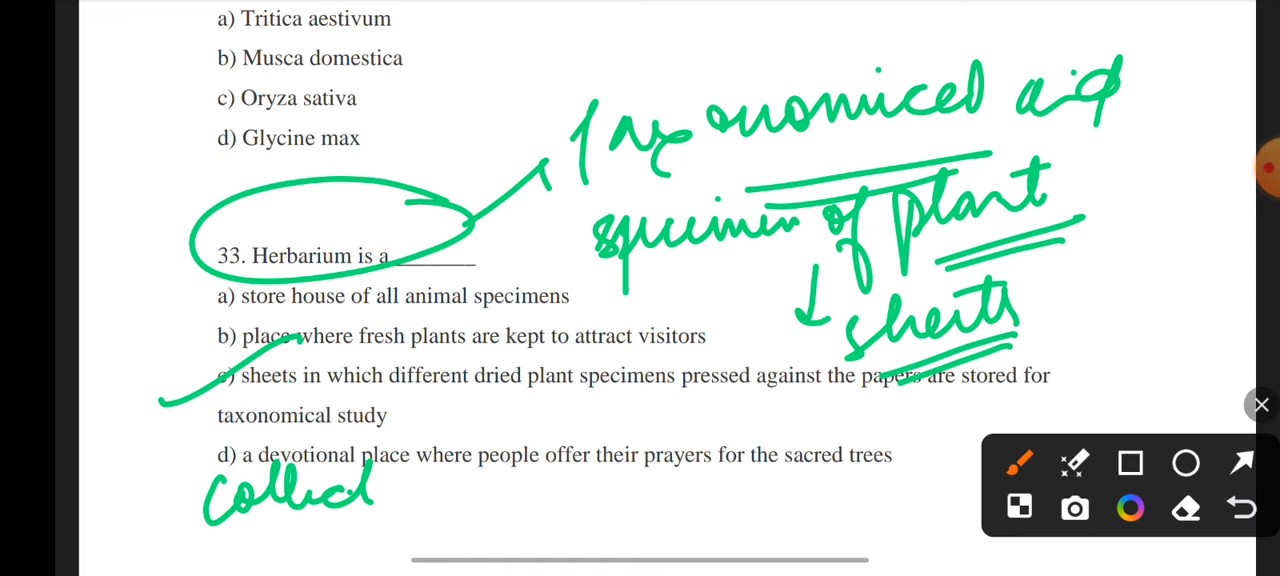 a) Tritica aestivum
b) Musca domestica
c) Oryza sativa
d) Glycine max
Taxonomical aid
specimen of plant
sheets
33. Herbarium is a ________
a) store house of all animal specimens
b) place where fresh plants are kept to attract visitors
c) sheets in which different dried plant specimens pressed against the papers are stored for
taxonomical study
d) a devotional place where people offer their prayers for the sacred trees
collect